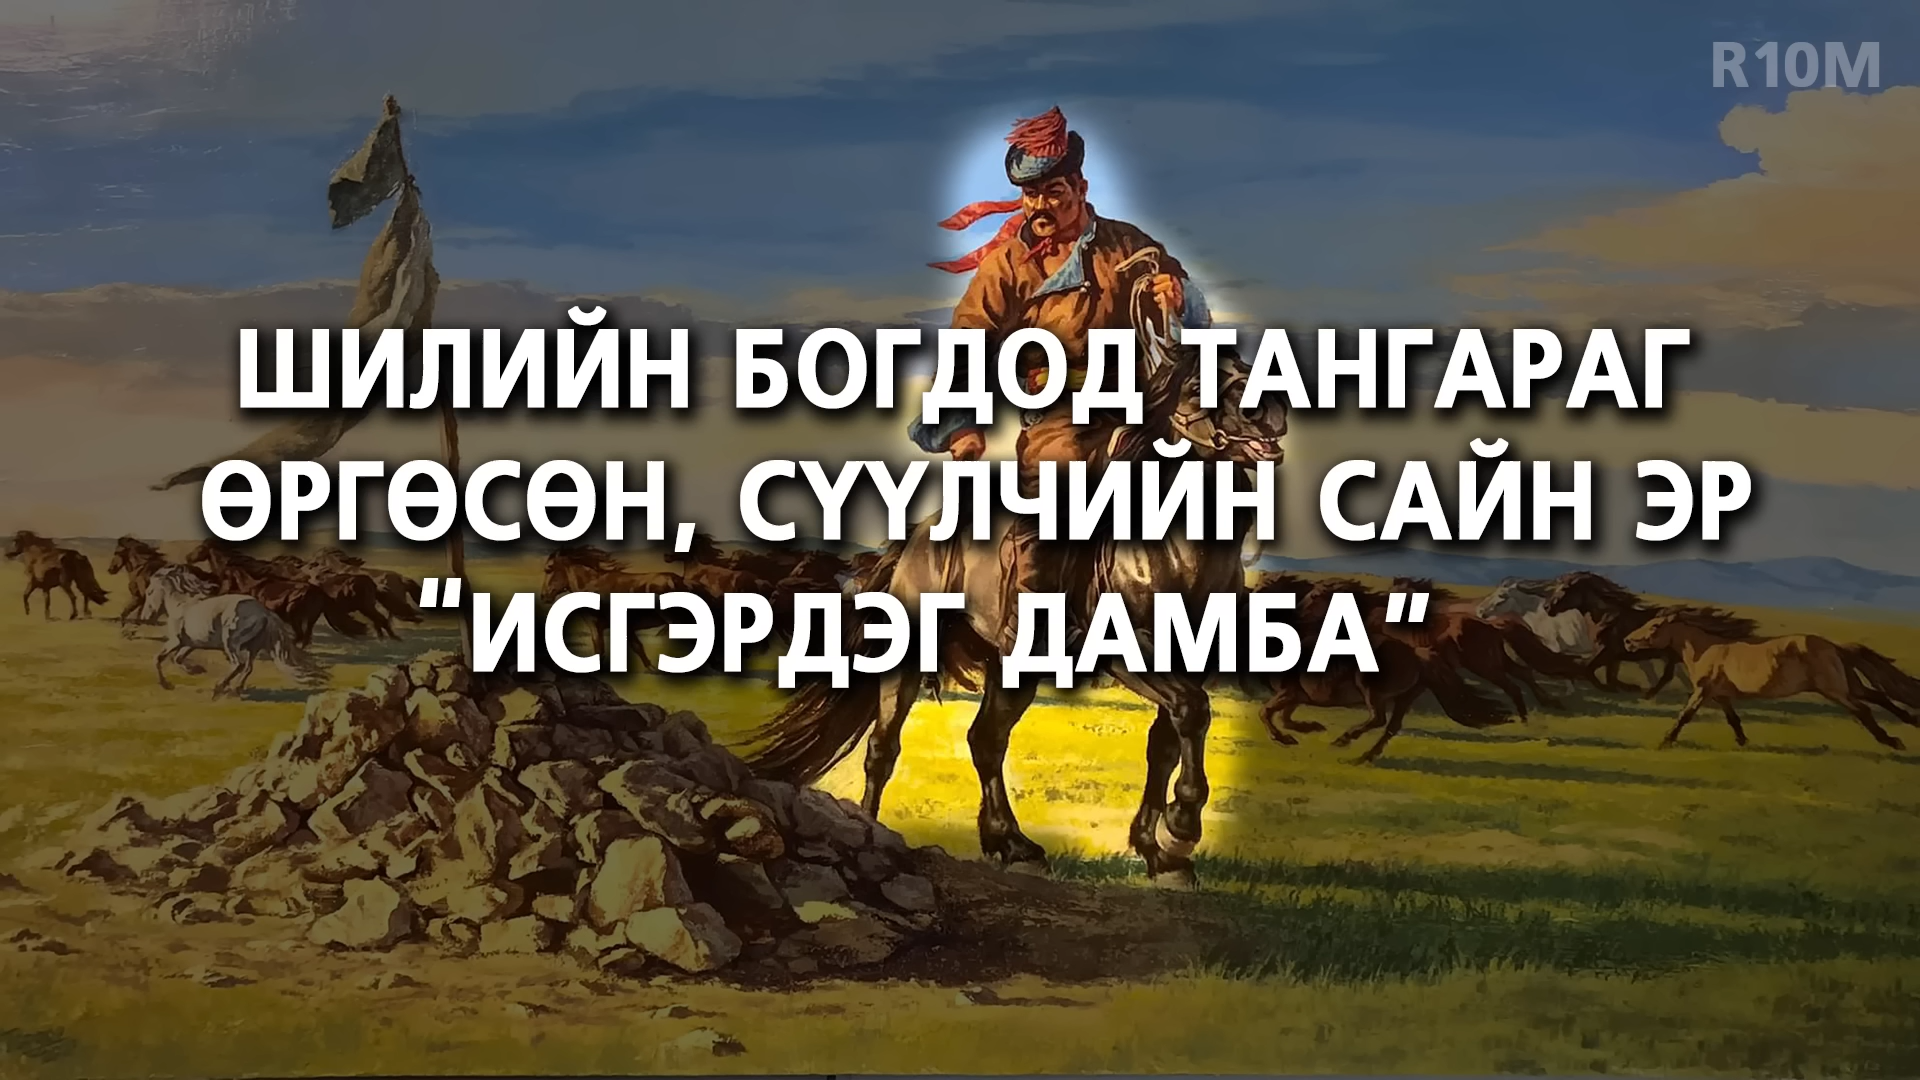 R10M
ШИЛИЙН БОГДОД ТАНГАРАГ
ӨРГӨСӨН, СҮҮЛЧИЙН САЙН ЭР
"ИСГЭРДЭГ ДАМБА"